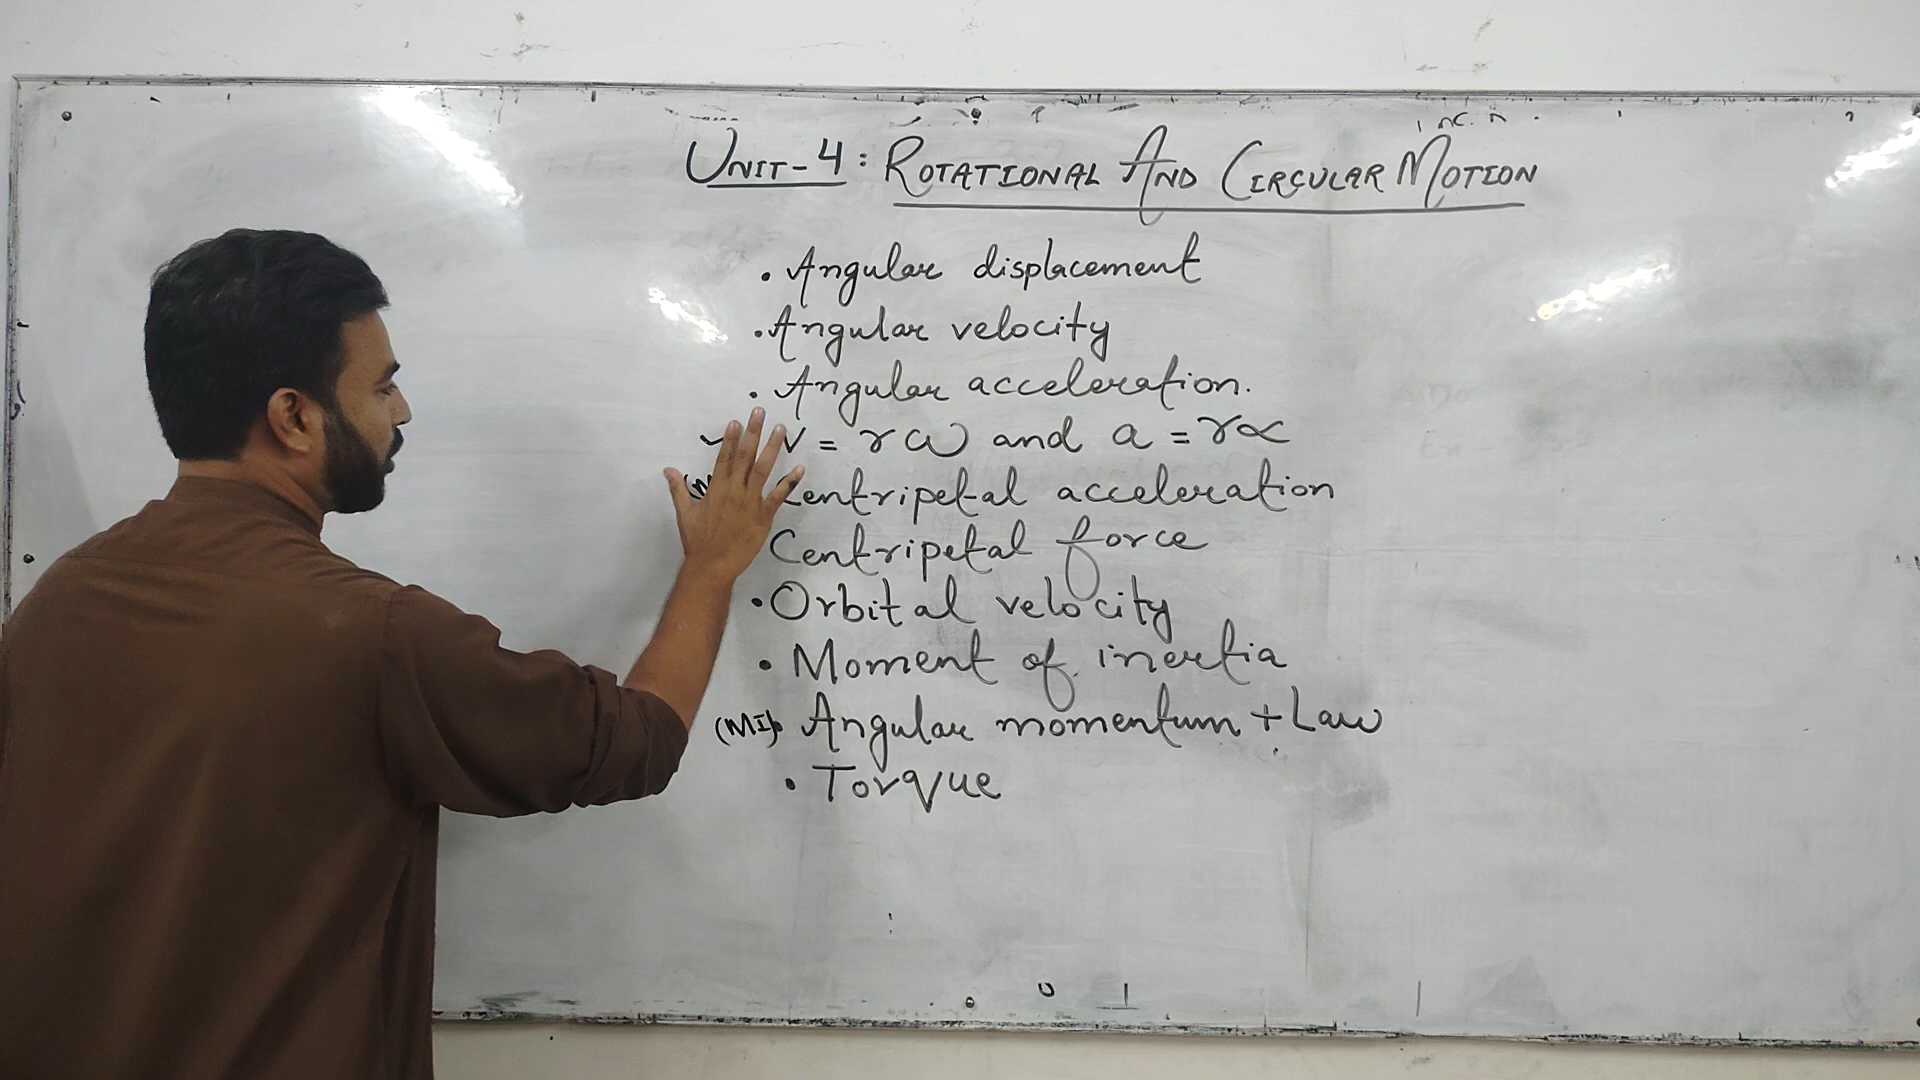 UNIT-4: ROTATIONAL AND CIRCULAR MOTION
. Angular displacement
. Angular velocity
. Angular acceleration.
✓ V = rω and a = rα
Centripetal acceleration
Centripetal force
• Orbital velocity
• Moment of inertia
(MI) • Angular momentum + Law
• Torque